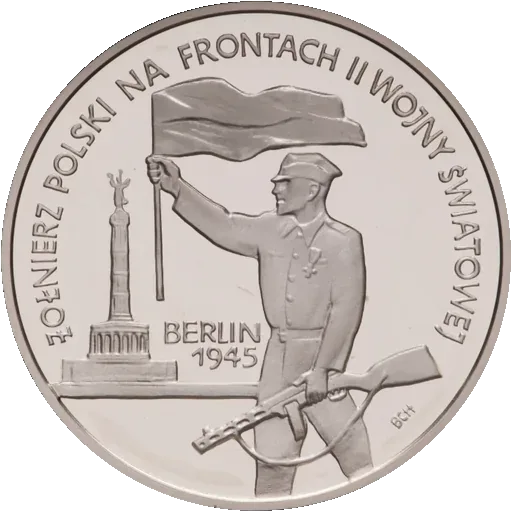 ŻOŁNIERZ POLSKI NA FRONTACH II WOJNY ŚWIATOWEJ
BERLIN
1945
BCH